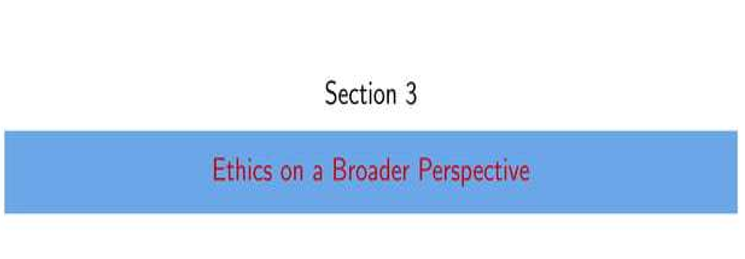 Section 3
Ethics on a Broader Perspective